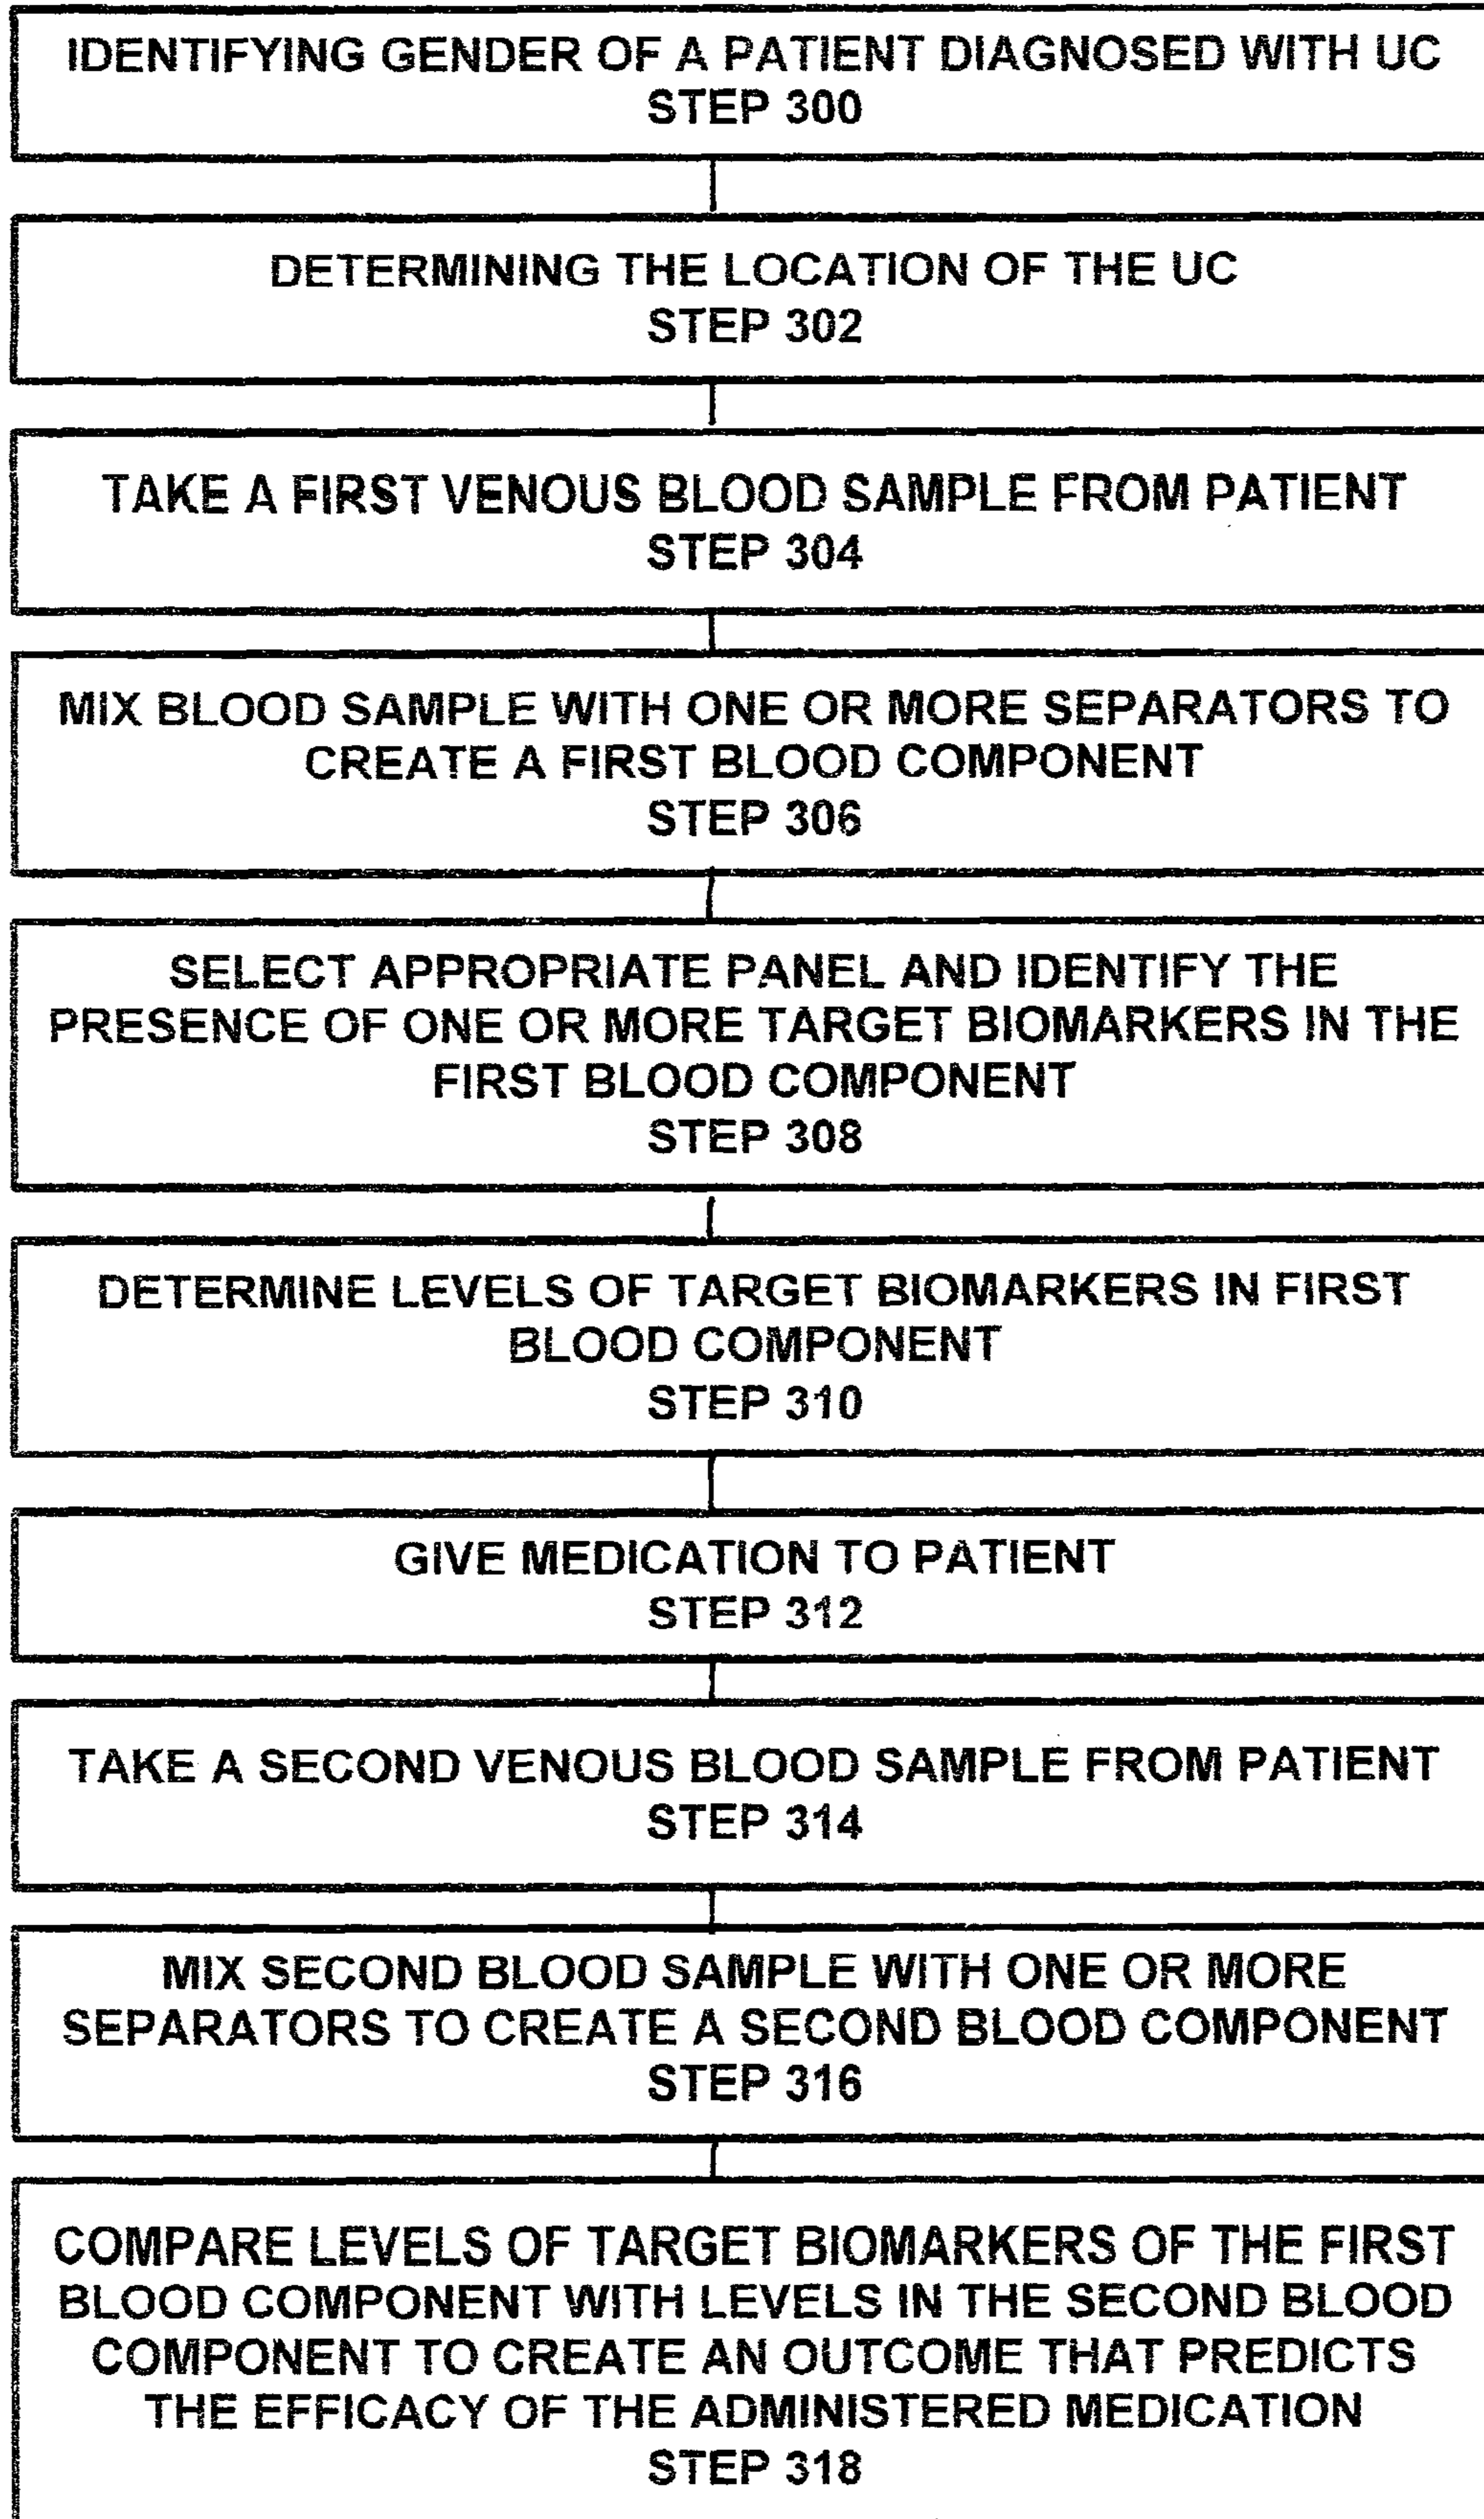 IDENTIFYING GENDER OF A PATIENT DIAGNOSED WITH UC
STEP 300
DETERMINING THE LOCATION OF THE UC
STEP 302
TAKE A FIRST VENOUS BLOOD SAMPLE FROM PATIENT
STEP 304
MIX BLOOD SAMPLE WITH ONE OR MORE SEPARATORS TO
CREATE A FIRST BLOOD COMPONENT
STEP 306
SELECT APPROPRIATE PANEL AND IDENTIFY THE
PRESENCE OF ONE OR MORE TARGET BIOMARKERS IN THE
FIRST BLOOD COMPONENT
STEP 308
DETERMINE LEVELS OF TARGET BIOMARKERS IN FIRST
BLOOD COMPONENT
STEP 310
GIVE MEDICATION TO PATIENT
STEP 312
TAKE A SECOND VENOUS BLOOD SAMPLE FROM PATIENT
STEP 314
MIX SECOND BLOOD SAMPLE WITH ONE OR MORE
SEPARATORS TO CREATE A SECOND BLOOD COMPONENT
STEP 316
COMPARE LEVELS OF TARGET BIOMARKERS OF THE FIRST
BLOOD COMPONENT WITH LEVELS IN THE SECOND BLOOD
COMPONENT TO CREATE AN OUTCOME THAT PREDICTS
THE EFFICACY OF THE ADMINISTERED MEDICATION
STEP 318